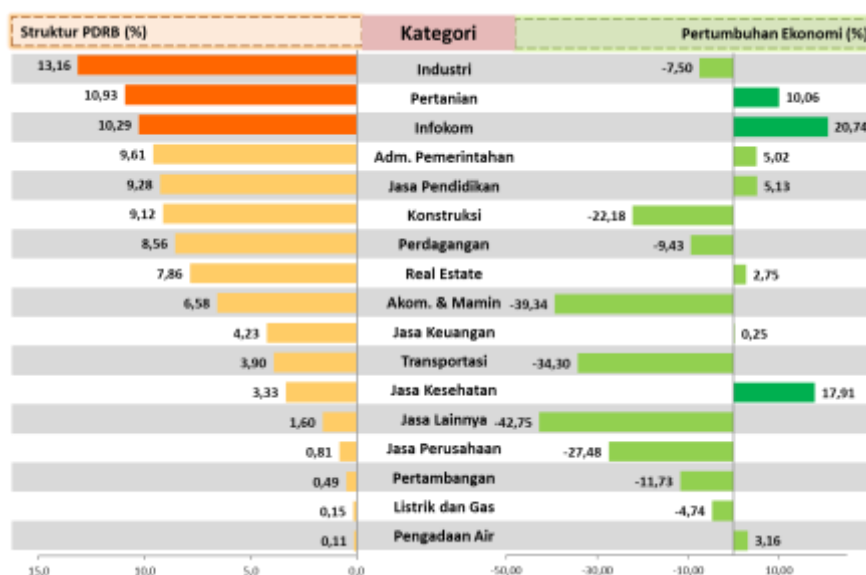 Struktur PDRB (%) Kategori Pertumbuhan Ekonomi (%)
13,16 Industri -7,50
10,93 Pertanian 10,06
10,29 Infokom 20,74
9,61 Adm. Pemerintahan 5,02
9,28 Jasa Pendidikan 5,13
9,12 Konstruksi -22,18
8,56 Perdagangan -9,43
7,86 Real Estate 2,75
6,58 Akom. & Mamin -39,34
4,23 Jasa Keuangan 0,25
3,90 Transportasi -34,30
3,33 Jasa Kesehatan 17,91
1,60 Jasa Lainnya -42,75
0,81 Jasa Perusahaan -27,48
0,49 Pertambangan -11,73
0,15 Listrik dan Gas -4,74
0,11 Pengadaan Air 3,16
15,0 10,0 5,0 0,0 -50,00 -30,00 -10,00 10,00